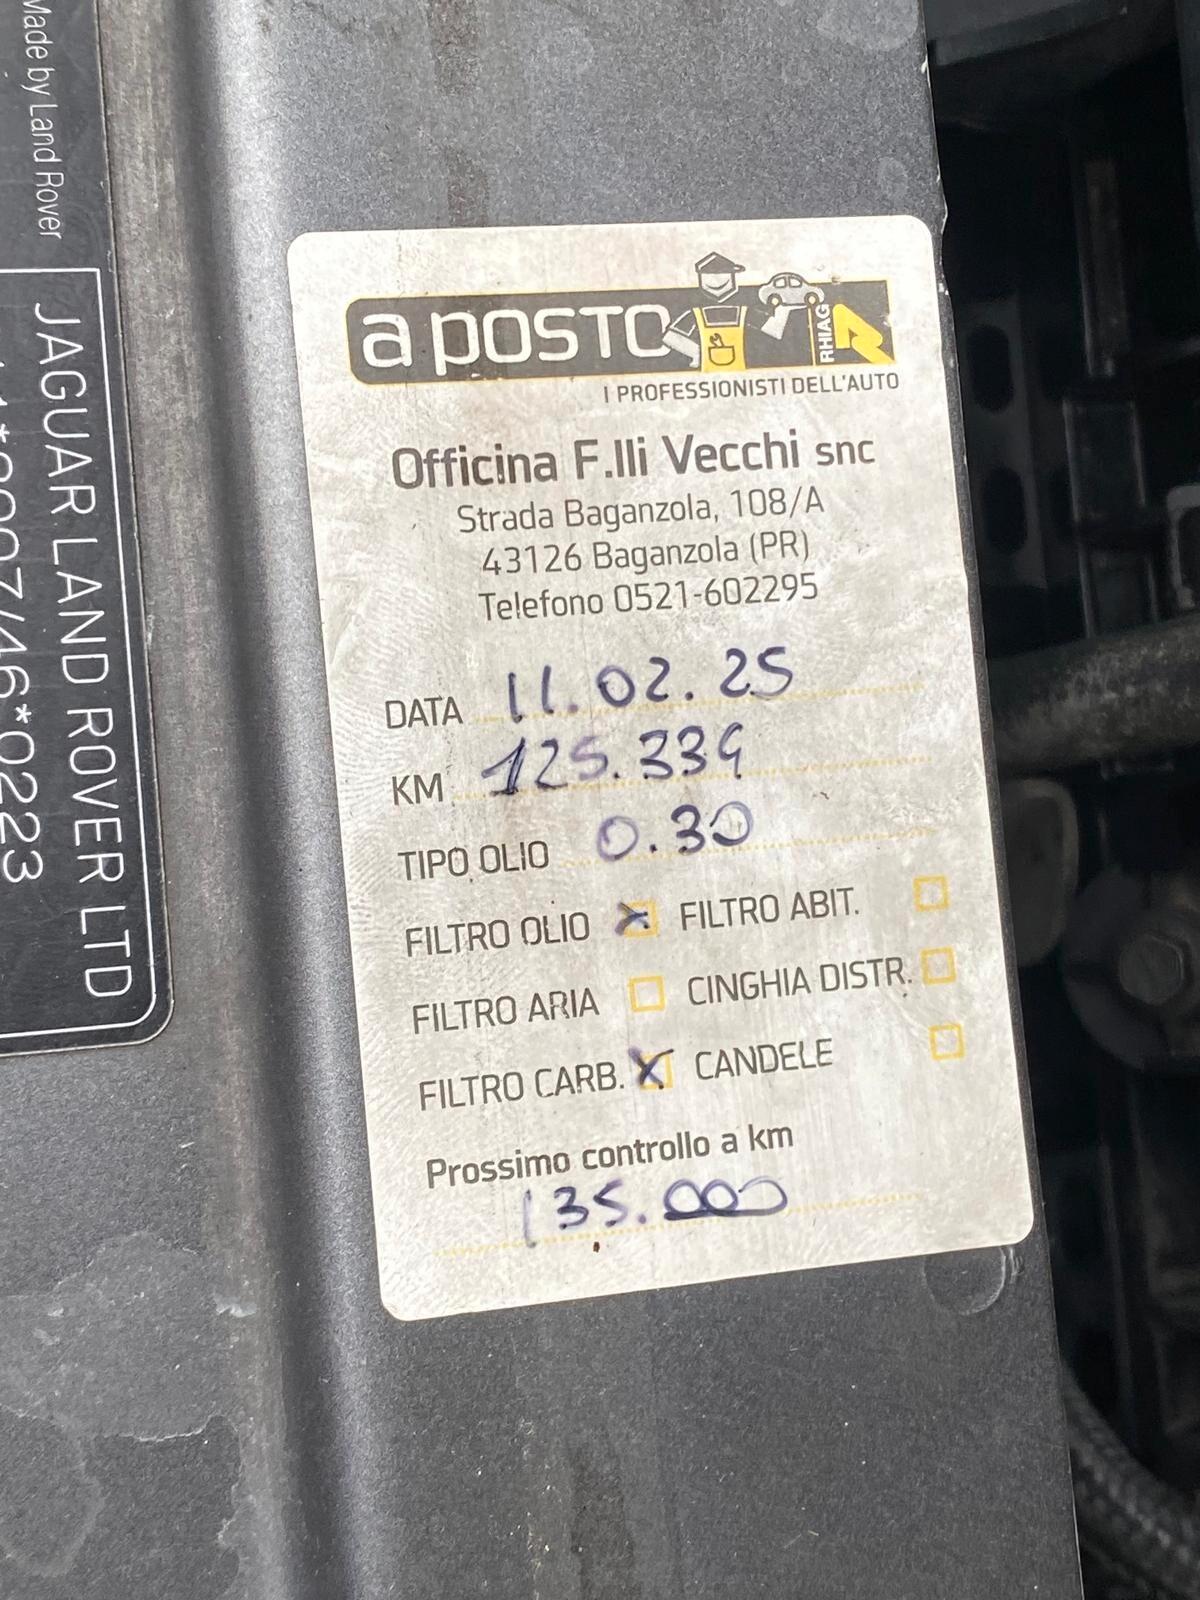 Made by Land Rover
JAGUAR LAND ROVER LTD
a POSTO
RHIAG
I PROFESSIONISTI DELL'AUTO
Officina F.lli Vecchi snc
Strada Baganzola, 108/A
43126 Baganzola (PR)
Telefono 0521-602295
DATA 11.02.25
KM 125.339
TIPO OLIO 0.30
FILTRO OLIO X FILTRO ABIT.
FILTRO ARIA CINGHIA DISTR.
FILTRO CARB. X CANDELE
Prossimo controllo a km
135.000